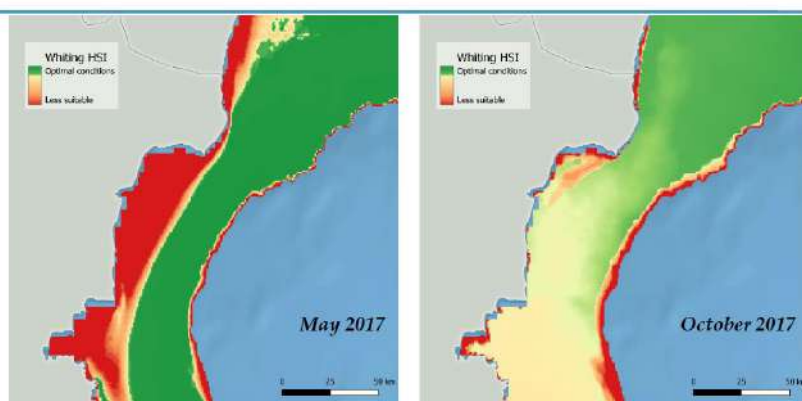 Whiting HSI
Optimal conditions
Less suitable
May 2017
0 25 50 km
Whiting HSI
Optimal conditions
Less suitable
October 2017
0 25 50 km